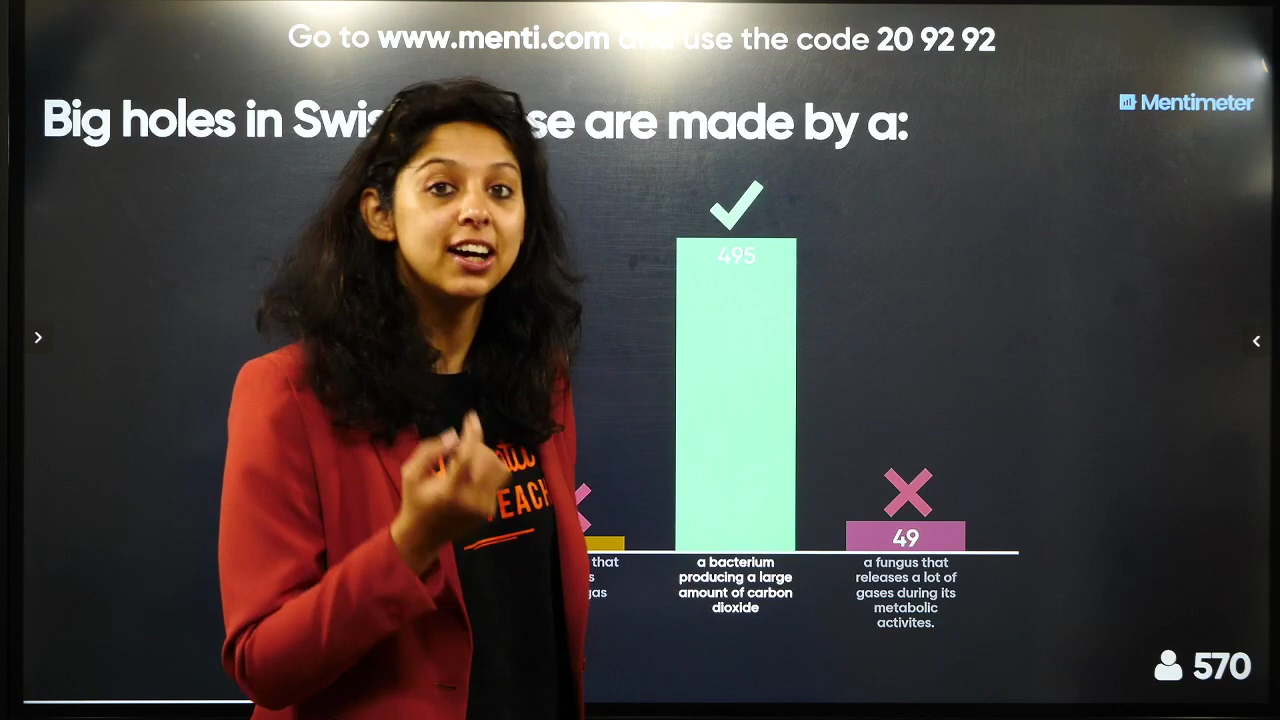 Go to www.menti.com and use the code 20 92 92
Mentimeter
Big holes in Swis se are made by a:
495
49
that
s
gas
a bacterium
producing a large
amount of carbon
dioxide
a fungus that
releases a lot of
gases during its
metabolic
activites.
EACH
570